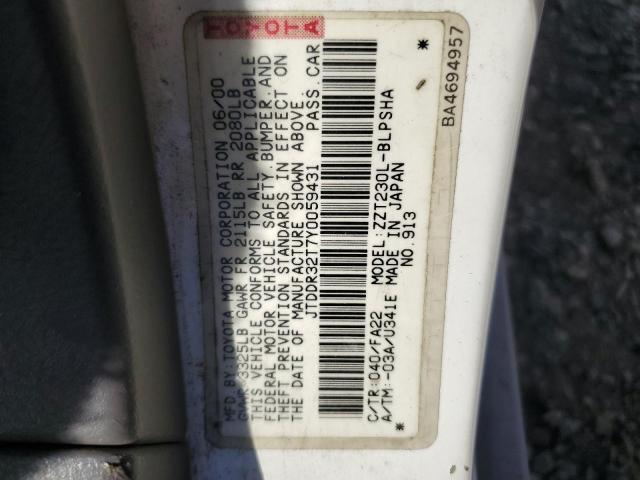 TOYOTA
MFD.BY:TOYOTA MOTOR CORPORATION 06/00
GVWR 3325LB GAWR FR 2115LB RR 2080LB
THIS VEHICLE CONFORMS TO ALL APPLICABLE
FEDERAL MOTOR VEHICLE SAFETY,BUMPER,AND
THEFT PREVENTION STANDARDS IN EFFECT ON
THE DATE OF MANUFACTURE SHOWN ABOVE.
JTDDR32T7Y0059431 PASS.CAR
C/TR:040/FA22 MODEL:ZZT230L-BLPSHA
A/TM:-03A/U341E MADE IN JAPAN
* NO.913 *
BA4694957